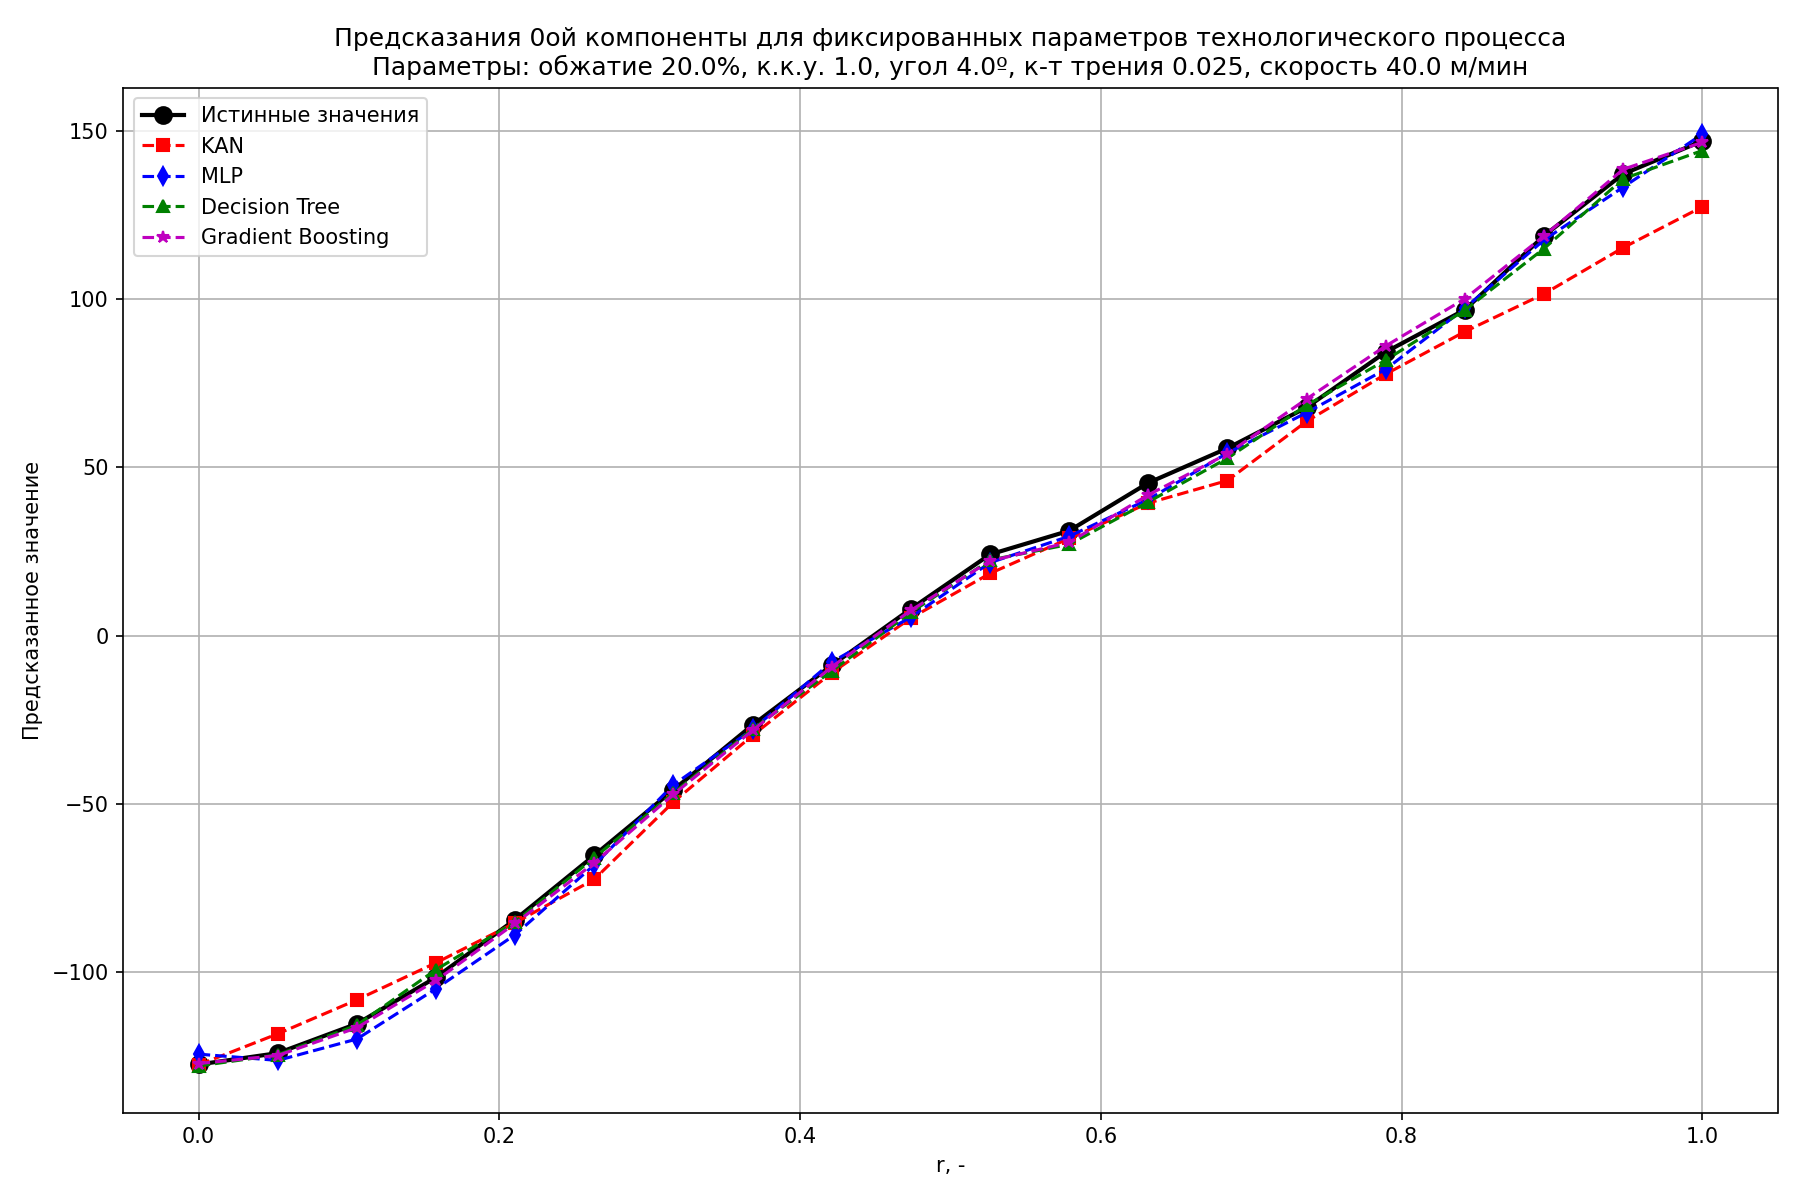 Предсказания 0ой компоненты для фиксированных параметров технологического процесса
Параметры: обжатие 20.0%, к.к.у. 1.0, угол 4.0º, к-т трения 0.025, скорость 40.0 м/мин
Истинные значения
KAN
MLP
Decision Tree
Gradient Boosting
Предсказанное значение
150
100
50
0
−50
−100
0.0
0.2
0.4
0.6
0.8
1.0
r, -